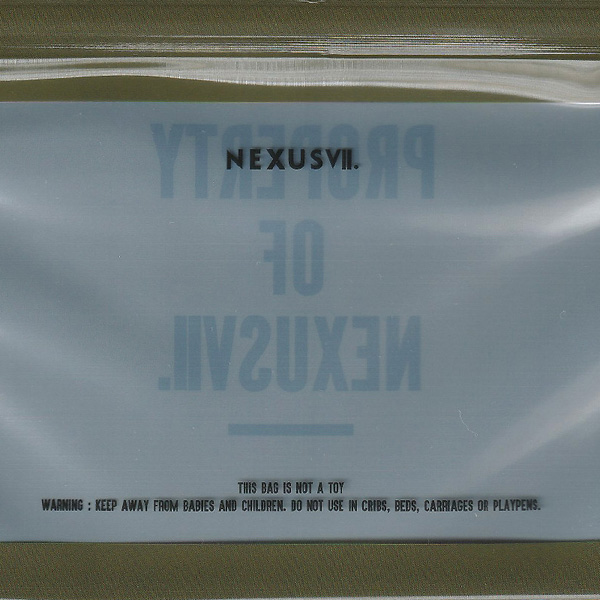 PROPERTY
NEXUSVII.
OF
NEXUSVII.
THIS BAG IS NOT A TOY
WARNING : KEEP AWAY FROM BABIES AND CHILDREN. DO NOT USE IN CRIBS, BEDS, CARRIAGES OR PLAYPENS.